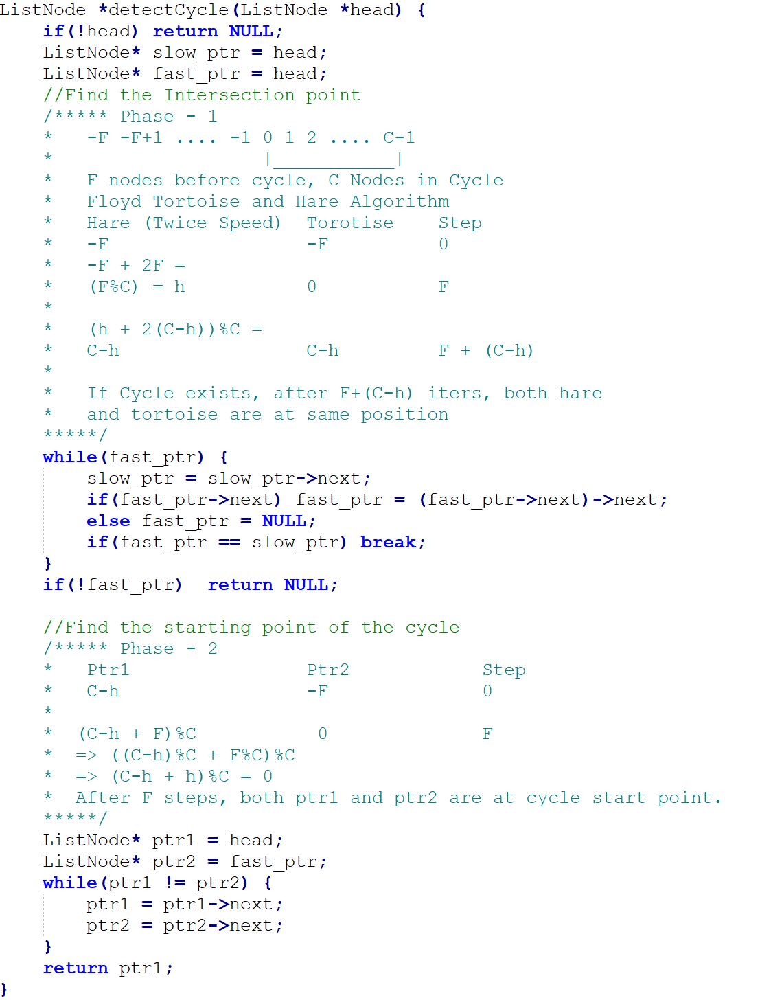 ListNode *detectCycle(ListNode *head) {
    if(!head) return NULL;
    ListNode* slow_ptr = head;
    ListNode* fast_ptr = head;
    //Find the Intersection point
    /***** Phase - 1
    *   -F -F+1 .... -1 0 1 2 .... C-1
    *                   |___________|
    *   F nodes before cycle, C Nodes in Cycle
    *   Floyd Tortoise and Hare Algorithm
    *   Hare (Twice Speed)  Torotise    Step
    *   -F                  -F          0
    *   -F + 2F =
    *   (F%C) = h           0           F
    *
    *   (h + 2(C-h))%C =
    *   C-h                 C-h         F + (C-h)
    *
    *   If Cycle exists, after F+(C-h) iters, both hare
    *   and tortoise are at same position
    *****/
    while(fast_ptr) {
        slow_ptr = slow_ptr->next;
        if(fast_ptr->next) fast_ptr = (fast_ptr->next)->next;
        else fast_ptr = NULL;
        if(fast_ptr == slow_ptr) break;
    }
    if(!fast_ptr)  return NULL;

    //Find the starting point of the cycle
    /***** Phase - 2
    *   Ptr1                Ptr2            Step
    *   C-h                 -F              0
    *
    *  (C-h + F)%C           0              F
    *  => ((C-h)%C + F%C)%C
    *  => (C-h + h)%C = 0
    *  After F steps, both ptr1 and ptr2 are at cycle start point.
    *****/
    ListNode* ptr1 = head;
    ListNode* ptr2 = fast_ptr;
    while(ptr1 != ptr2) {
        ptr1 = ptr1->next;
        ptr2 = ptr2->next;
    }
    return ptr1;
}